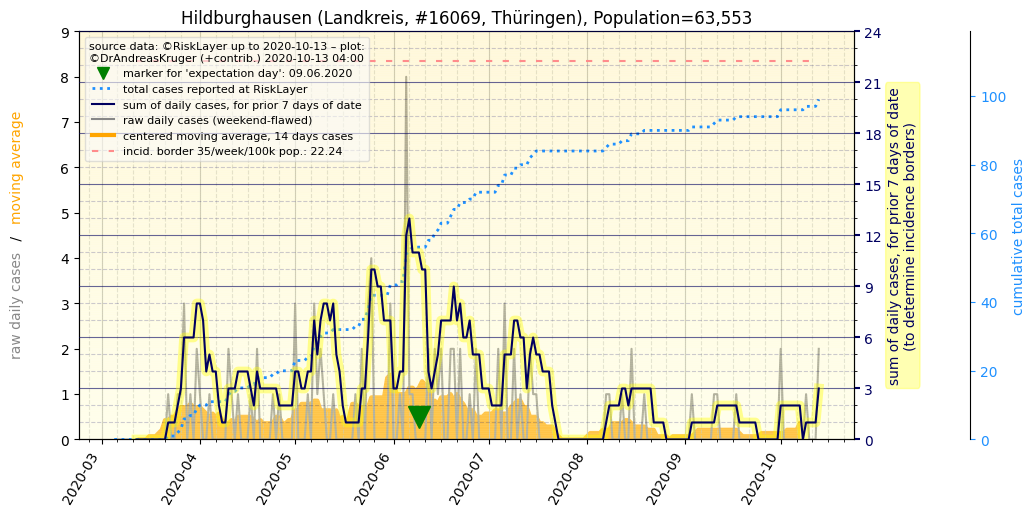 Hildburghausen (Landkreis, #16069, Thüringen), Population=63,553
source data: ©RiskLayer up to 2020-10-13 – plot:
©DrAndreasKruger (+contrib.) 2020-10-13 04:00
marker for 'expectation day': 09.06.2020
total cases reported at RiskLayer
sum of daily cases, for prior 7 days of date
raw daily cases (weekend-flawed)
centered moving average, 14 days cases
incid. border 35/week/100k pop.: 22.24
raw daily cases / moving average
9
8
7
6
5
4
3
2
1
0
24
21
18
15
12
9
6
3
0
sum of daily cases, for prior 7 days of date
(to determine incidence borders)
100
80
60
40
20
0
cumulative total cases
2020-03
2020-04
2020-05
2020-06
2020-07
2020-08
2020-09
2020-10